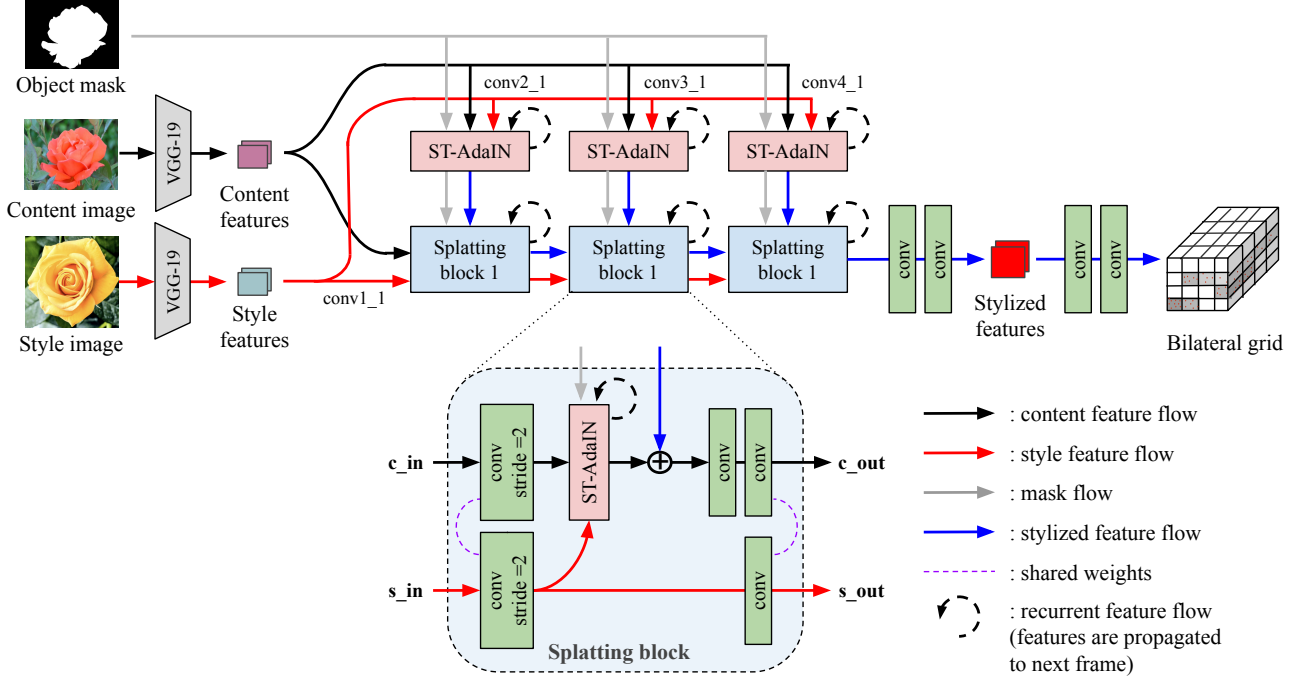 Object mask
conv2_1
conv3_1
conv4_1
VGG-19
ST-AdaIN
ST-AdaIN
ST-AdaIN
Content image
Content
features
Splatting
block 1
Splatting
block 1
Splatting
block 1
conv
conv
conv
conv
VGG-19
conv1_1
Style image
Style
features
Stylized
features
Bilateral grid
c_in
conv
stride =2
ST-AdaIN
conv
conv
c_out
s_in
conv
stride =2
conv
s_out
Splatting block
: content feature flow
: style feature flow
: mask flow
: stylized feature flow
: shared weights
: recurrent feature flow
(features are propagated
to next frame)